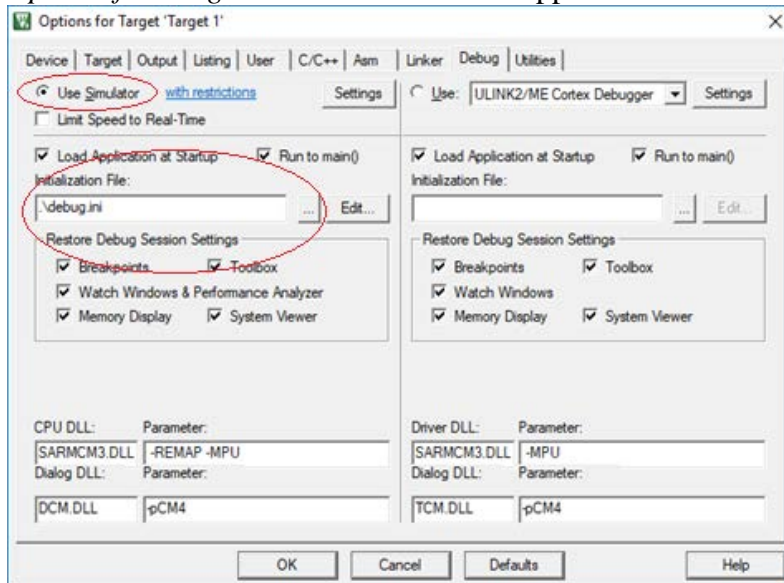 Options for Target 'Target 1'
Device Target Output Listing User C/C++ Asm Linker Debug Utilities
Use Simulator with restrictions Settings
Limit Speed to Real-Time
Load Application at Startup Run to main()
Initialization File:
.\debug.ini ... Edit...
Restore Debug Session Settings
Breakpoints Toolbox
Watch Windows & Performance Analyzer
Memory Display System Viewer
CPU DLL: Parameter:
SARMCM3.DLL -REMAP -MPU
Dialog DLL: Parameter:
DCM.DLL -pCM4
Use: ULINK2/ME Cortex Debugger Settings
Load Application at Startup Run to main()
Initialization File:
... Edit...
Restore Debug Session Settings
Breakpoints Toolbox
Watch Windows
Memory Display System Viewer
Driver DLL: Parameter:
SARMCM3.DLL -MPU
Dialog DLL: Parameter:
TCM.DLL -pCM4
OK Cancel Defaults Help